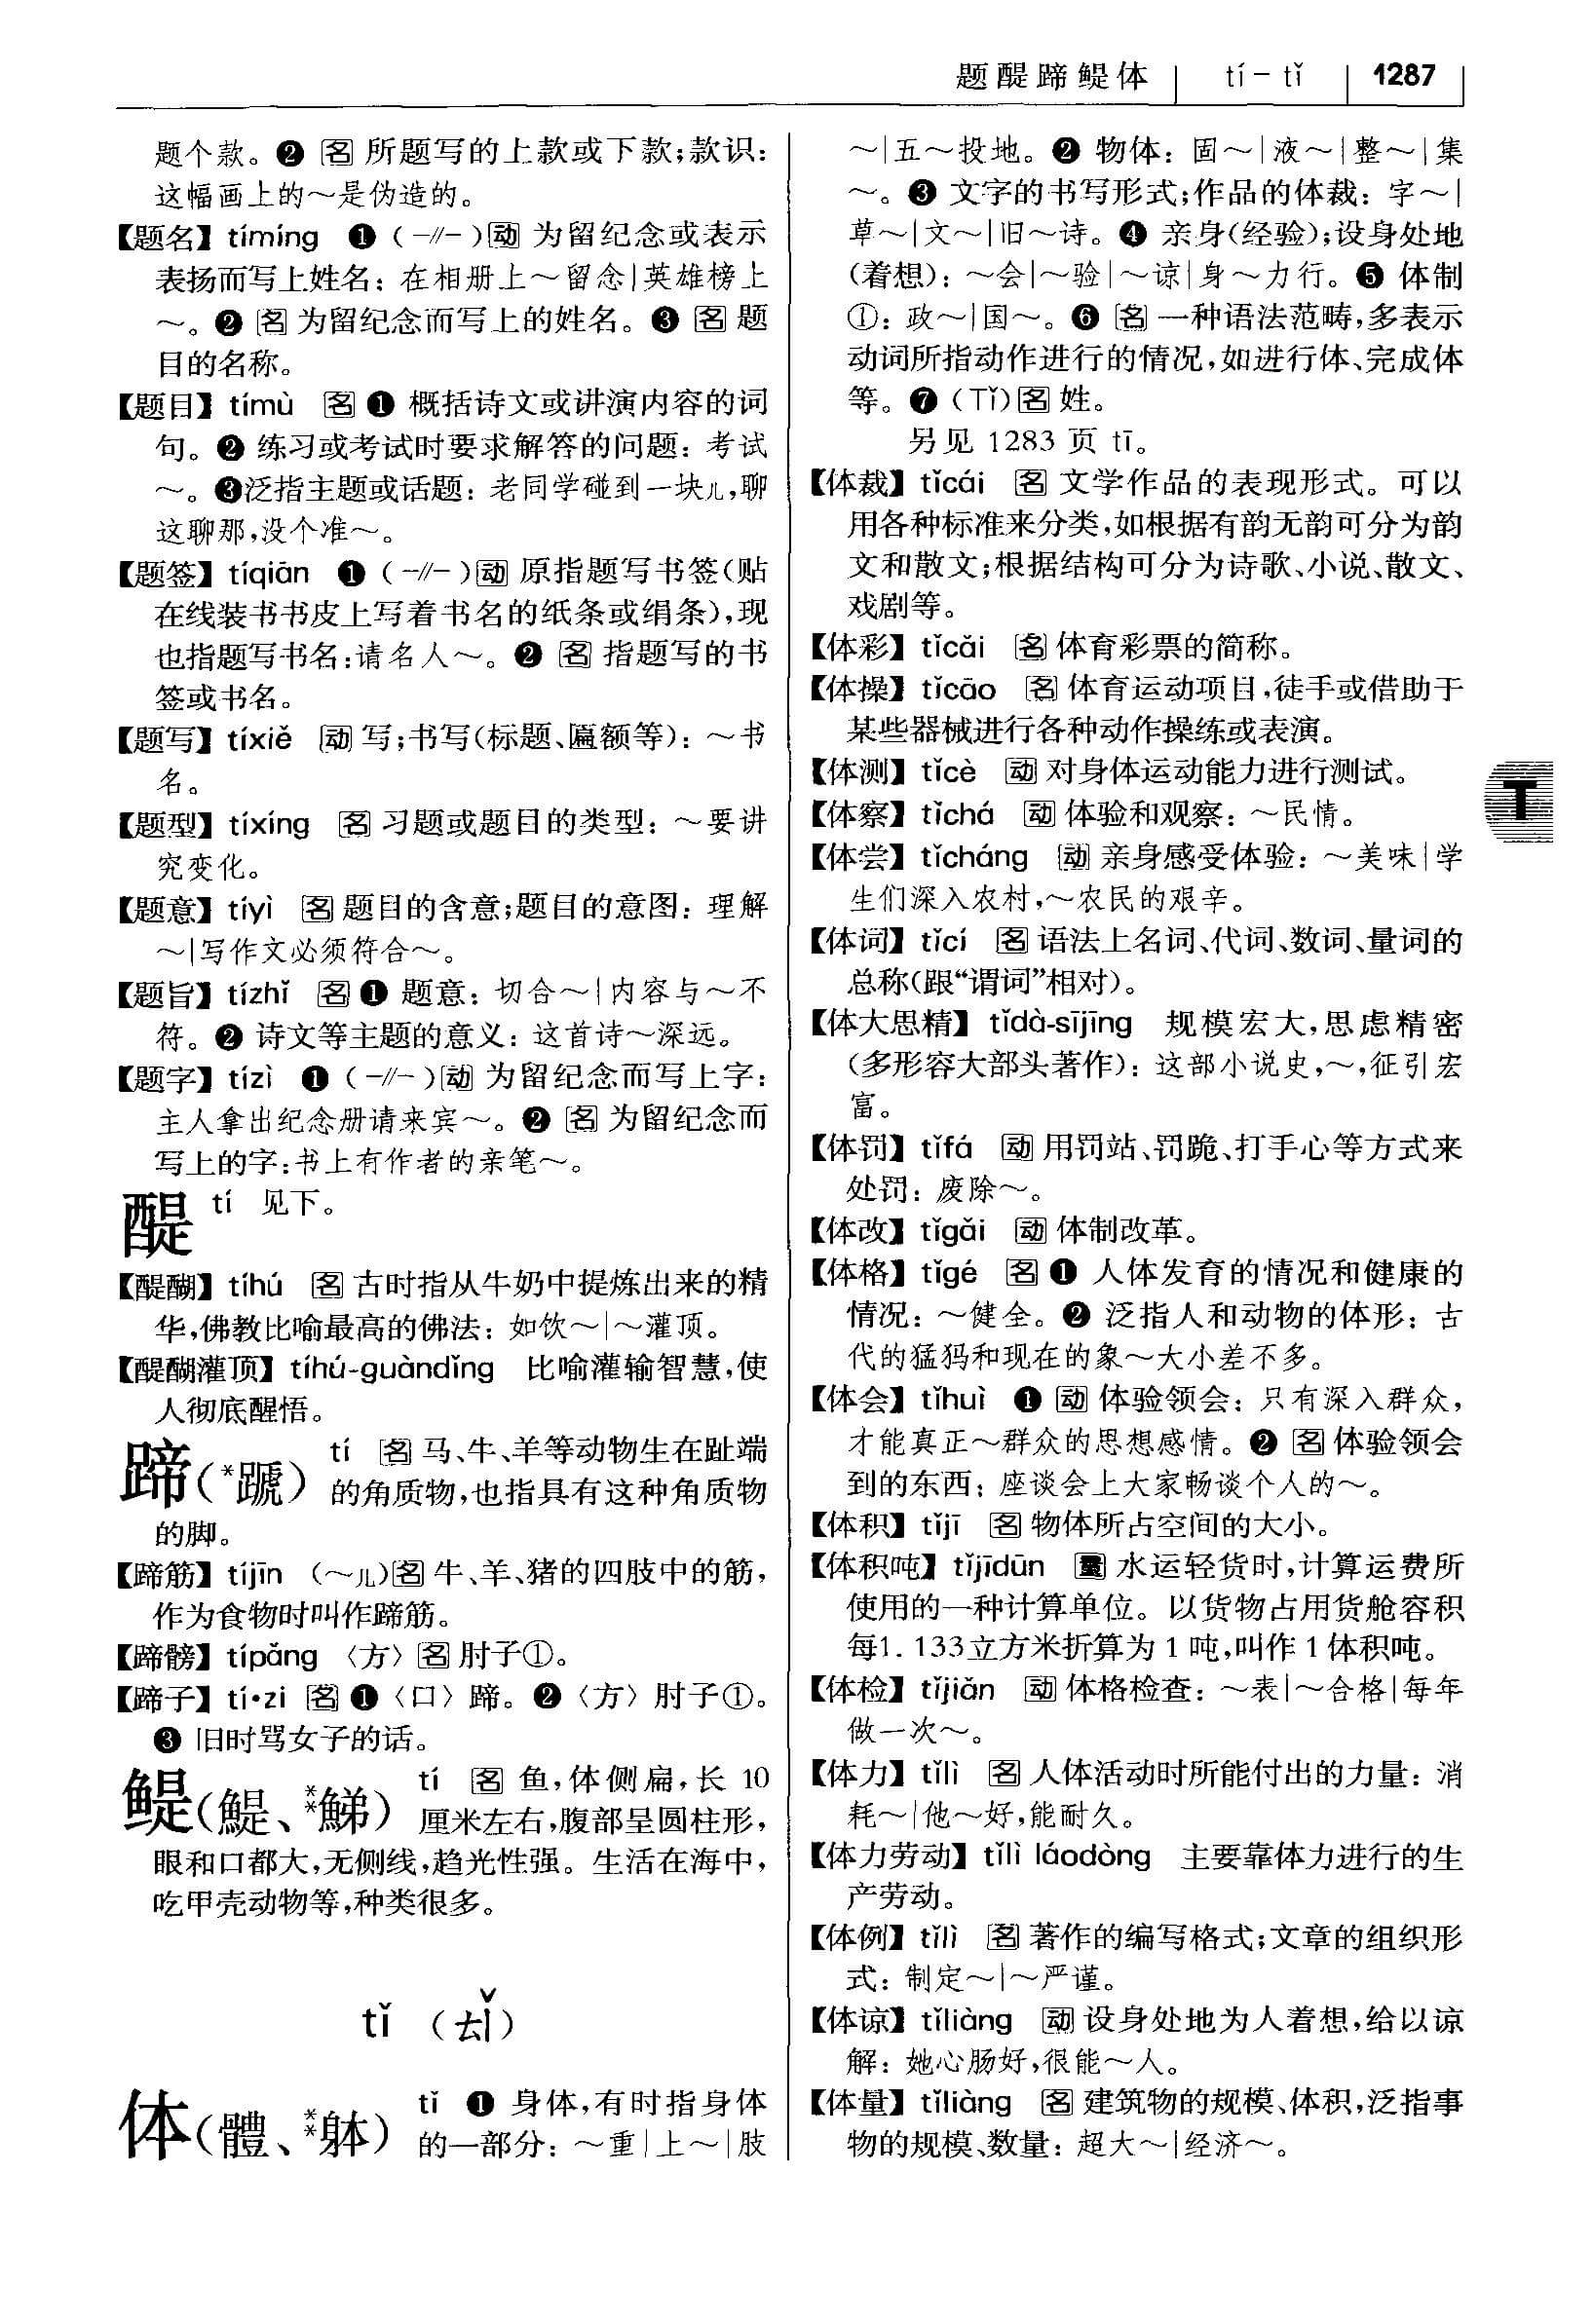 题醍蹄鳀体 tí－tǐ 1287
题个款。❷ 名 所题写的上款或下款；款识：
这幅画上的～是伪造的。
【题名】 tímíng ❶（-//-）动 为留纪念或表示
表扬而写上姓名：在相册上～留念|英雄榜上
～。❷ 名 为留纪念而写上的姓名。❸ 名 题
目的名称。
【题目】 tímù 名 ❶ 概括诗文或讲演内容的词
句。❷ 练习或考试时要求解答的问题：考试
～。❸泛指主题或话题：老同学碰到一块儿，聊
这聊那，没个准～。
【题签】 tíqiān ❶（-//-）动 原指题写书签（贴
在线装书书皮上写着书名的纸条或绢条），现
也指题写书名：请名人～。❷ 名 指题写的书
签或书名。
【题写】 tíxiě 动 写；书写（标题、匾额等）：～书
名。
【题型】 tíxíng 名 习题或题目的类型：～要讲
究变化。
【题意】 tíyì 名 题目的含意；题目的意图：理解
～|写作文必须符合～。
【题旨】 tízhǐ 名 ❶ 题意：切合～|内容与～不
符。❷ 诗文等主题的意义：这首诗～深远。
【题字】 tízì ❶（-//-）动 为留纪念而写上字：
主人拿出纪念册请来宾～。❷ 名 为留纪念而
写上的字：书上有作者的亲笔～。
醍 tí 见下。
【醍醐】 tíhú 名 古时指从牛奶中提炼出来的精
华，佛教比喻最高的佛法：如饮～|～灌顶。
【醍醐灌顶】 tíhú-guàndǐng 比喻灌输智慧，使
人彻底醒悟。
蹄（*蹏） tí 名 马、牛、羊等动物生在趾端
的角质物，也指具有这种角质物
的脚。
【蹄筋】 tíjīn （～儿）名 牛、羊、猪的四肢中的筋，
作为食物时叫作蹄筋。
【蹄髈】 típǎng 〈方〉 名 肘子①。
【蹄子】 tí•zi 名 ❶〈口〉蹄。❷〈方〉肘子①。
❸ 旧时骂女子的话。
鳀（鯷、**鮷） tí 名 鱼，体侧扁，长 10
厘米左右，腹部呈圆柱形，
眼和口都大，无侧线，趋光性强。生活在海中，
吃甲壳动物等，种类很多。
tǐ （ㄊㄧˇ）
体（體、**躰） tǐ ❶ 身体，有时指身体
的一部分：～重|上～|肢
～|五～投地。❷ 物体：固～|液～|整～|集
～。❸ 文字的书写形式；作品的体裁：字～|
草～|文～|旧～诗。❹ 亲身（经验）；设身处地
（着想）：～会|～验|～谅|身～力行。❺ 体制
①：政～|国～。❻ 名 一种语法范畴，多表示
动词所指动作进行的情况，如进行体、完成体
等。❼（Tǐ）名 姓。
另见 1283 页 tī。
【体裁】 tǐcái 名 文学作品的表现形式。可以
用各种标准来分类，如根据有韵无韵可分为韵
文和散文；根据结构可分为诗歌、小说、散文、
戏剧等。
【体彩】 tǐcǎi 名 体育彩票的简称。
【体操】 tǐcāo 名 体育运动项目，徒手或借助于
某些器械进行各种动作操练或表演。
【体测】 tǐcè 动 对身体运动能力进行测试。
【体察】 tǐchá 动 体验和观察：～民情。
【体尝】 tǐcháng 动 亲身感受体验：～美味|学
生们深入农村，～农民的艰辛。
【体词】 tǐcí 名 语法上名词、代词、数词、量词的
总称（跟“谓词”相对）。
【体大思精】 tǐdà-sījīng 规模宏大，思虑精密
（多形容大部头著作）：这部小说史，～，征引宏
富。
【体罚】 tǐfá 动 用罚站、罚跪、打手心等方式来
处罚：废除～。
【体改】 tǐgǎi 动 体制改革。
【体格】 tǐgé 名 ❶ 人体发育的情况和健康的
情况：～健全。❷ 泛指人和动物的体形：古
代的猛犸和现在的象～大小差不多。
【体会】 tǐhuì ❶ 动 体验领会：只有深入群众，
才能真正～群众的思想感情。❷ 名 体验领会
到的东西：座谈会上大家畅谈个人的～。
【体积】 tǐjī 名 物体所占空间的大小。
【体积吨】 tǐjīdūn 量 水运轻货时，计算运费所
使用的一种计算单位。以货物占用货舱容积
每1.133立方米折算为 1 吨，叫作 1 体积吨。
【体检】 tǐjiǎn 动 体格检查：～表|～合格|每年
做一次～。
【体力】 tǐlì 名 人体活动时所能付出的力量：消
耗～|他～好，能耐久。
【体力劳动】 tǐlì láodòng 主要靠体力进行的生
产劳动。
【体例】 tǐlì 名 著作的编写格式；文章的组织形
式：制定～|～严谨。
【体谅】 tǐliàng 动 设身处地为人着想，给以谅
解：她心肠好，很能～人。
【体量】 tǐliàng 名 建筑物的规模、体积，泛指事
物的规模、数量：超大～|经济～。
T